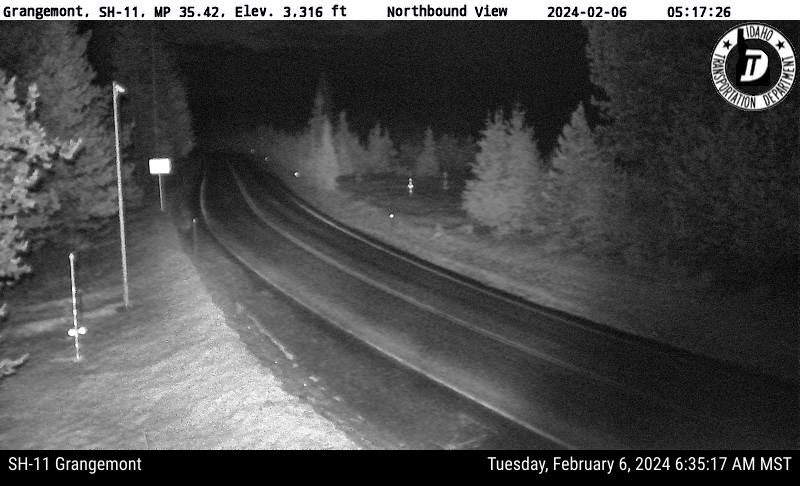 Grangemont, SH-11, MP 35.42, Elev. 3,316 ft Northbound View 2024-02-06 05:17:26
IDAHO
TRANSPORTATION DEPARTMENT
SH-11 Grangemont Tuesday, February 6, 2024 6:35:17 AM MST